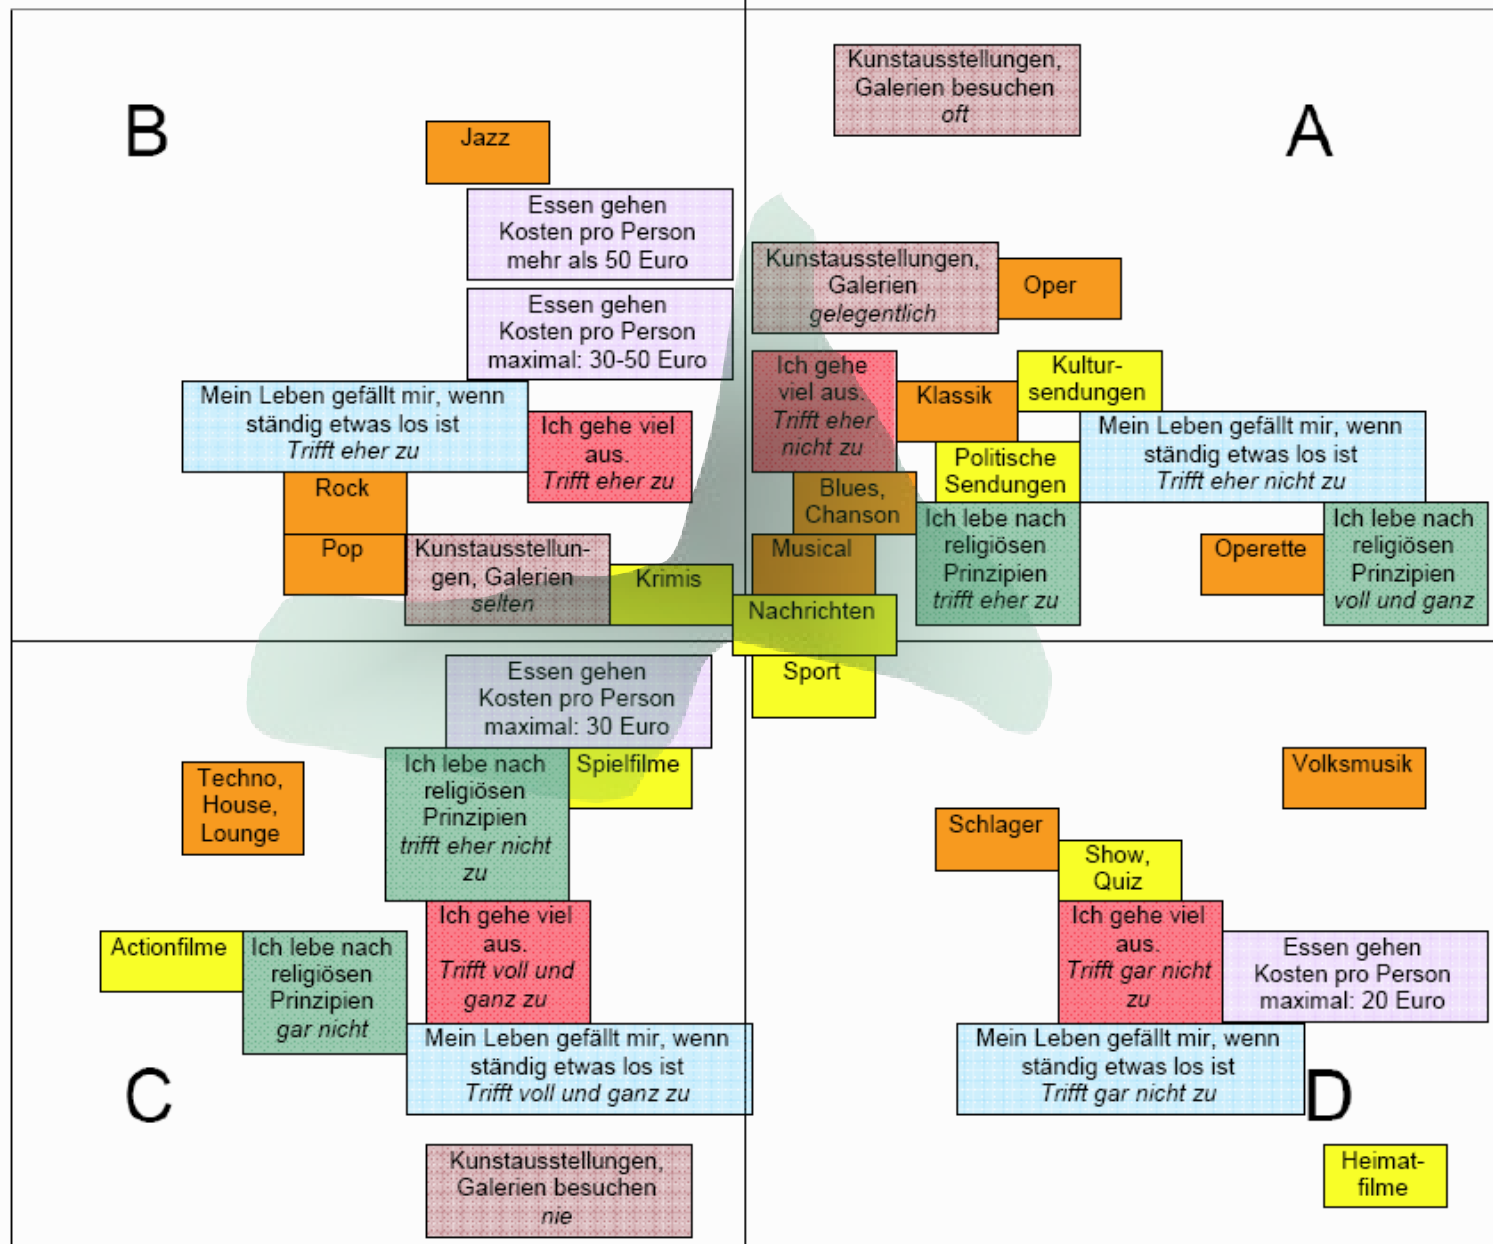 B
Jazz
Essen gehen
Kosten pro Person
mehr als 50 Euro
Essen gehen
Kosten pro Person
maximal: 30-50 Euro
Mein Leben gefällt mir, wenn
ständig etwas los ist
Trifft eher zu
Ich gehe viel
aus.
Trifft eher zu
Rock
Pop
Kunstausstellun-
gen, Galerien
selten
Krimis
A
Kunstausstellungen,
Galerien besuchen
oft
Kunstausstellungen,
Galerien
gelegentlich
Oper
Ich gehe
viel aus.
Trifft eher
nicht zu
Klassik
Kultur-
sendungen
Politische
Sendungen
Mein Leben gefällt mir, wenn
ständig etwas los ist
Trifft eher nicht zu
Blues,
Chanson
Musical
Ich lebe nach
religiösen
Prinzipien
trifft eher zu
Operette
Ich lebe nach
religiösen
Prinzipien
voll und ganz
Nachrichten
Sport
Essen gehen
Kosten pro Person
maximal: 30 Euro
Techno,
House,
Lounge
Ich lebe nach
religiösen
Prinzipien
trifft eher nicht
zu
Spielfilme
Actionfilme
Ich lebe nach
religiösen
Prinzipien
gar nicht
Ich gehe viel
aus.
Trifft voll und
ganz zu
Mein Leben gefällt mir, wenn
ständig etwas los ist
Trifft voll und ganz zu
C
Kunstausstellungen,
Galerien besuchen
nie
Volksmusik
Schlager
Show,
Quiz
Ich gehe viel
aus.
Trifft gar nicht
zu
Essen gehen
Kosten pro Person
maximal: 20 Euro
Mein Leben gefällt mir, wenn
ständig etwas los ist
Trifft gar nicht zu
D
Heimat-
filme